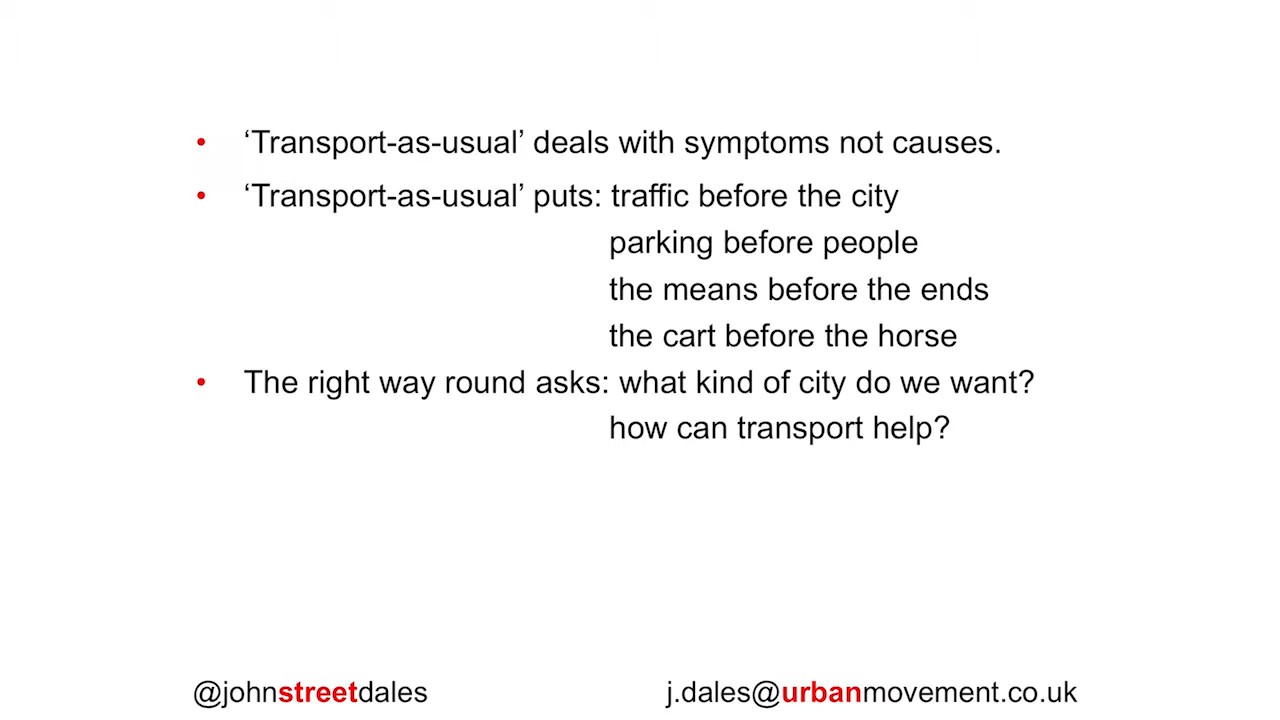 • ‘Transport-as-usual’ deals with symptoms not causes.
• ‘Transport-as-usual’ puts: traffic before the city
parking before people
the means before the ends
the cart before the horse
• The right way round asks: what kind of city do we want?
how can transport help?
@johnstreetdales j.dales@urbanmovement.co.uk